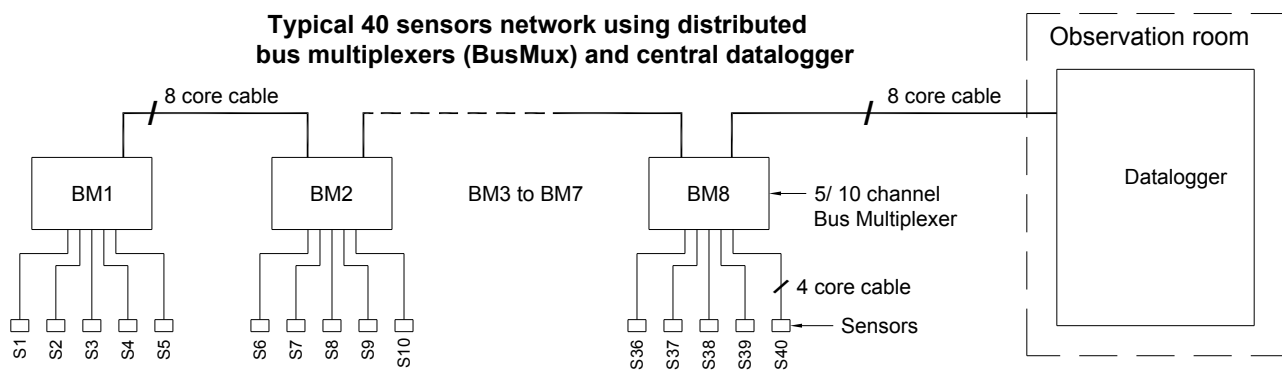 Typical 40 sensors network using distributed
bus multiplexers (BusMux) and central datalogger
Observation room
8 core cable
8 core cable
BM1
BM2
BM3 to BM7
BM8
5/ 10 channel
Bus Multiplexer
Datalogger
4 core cable
Sensors
S1
S2
S3
S4
S5
S6
S7
S8
S9
S10
S36
S37
S38
S39
S40